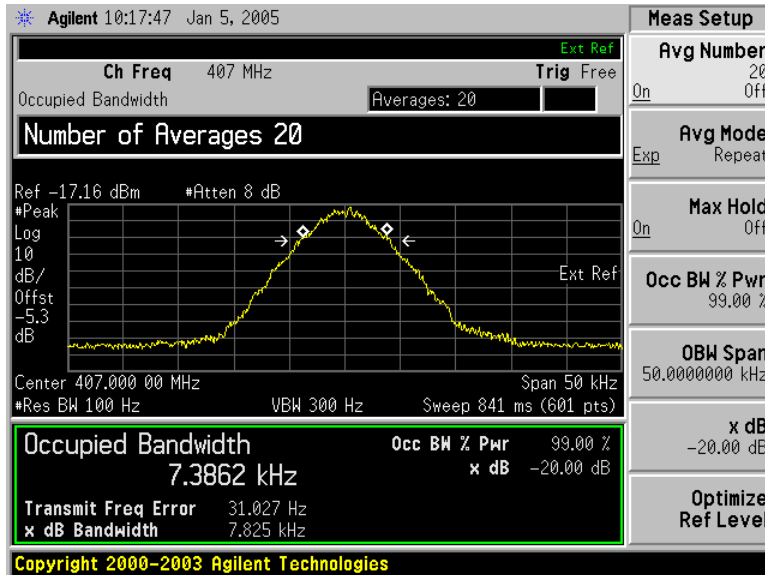 Agilent 10:17:47 Jan 5, 2005
Ext Ref
Ch Freq 407 MHz Trig Free
Occupied Bandwidth Averages: 20
Number of Averages 20
Ref -17.16 dBm #Atten 8 dB
#Peak
Log
10
dB/
Offst
-5.3
dB
Ext Ref
Center 407.000 00 MHz Span 50 kHz
#Res BW 100 Hz VBW 300 Hz Sweep 841 ms (601 pts)
Occupied Bandwidth Occ BW % Pwr 99.00 %
7.3862 kHz x dB -20.00 dB
Transmit Freq Error 31.027 Hz
x dB Bandwidth 7.825 kHz
Copyright 2000-2003 Agilent Technologies
Meas Setup
Avg Number
20
On Off
Avg Mode
Exp Repeat
Max Hold
On Off
Occ BW % Pwr
99.00 %
OBW Span
50.0000000 kHz
x dB
-20.00 dB
Optimize
Ref Level